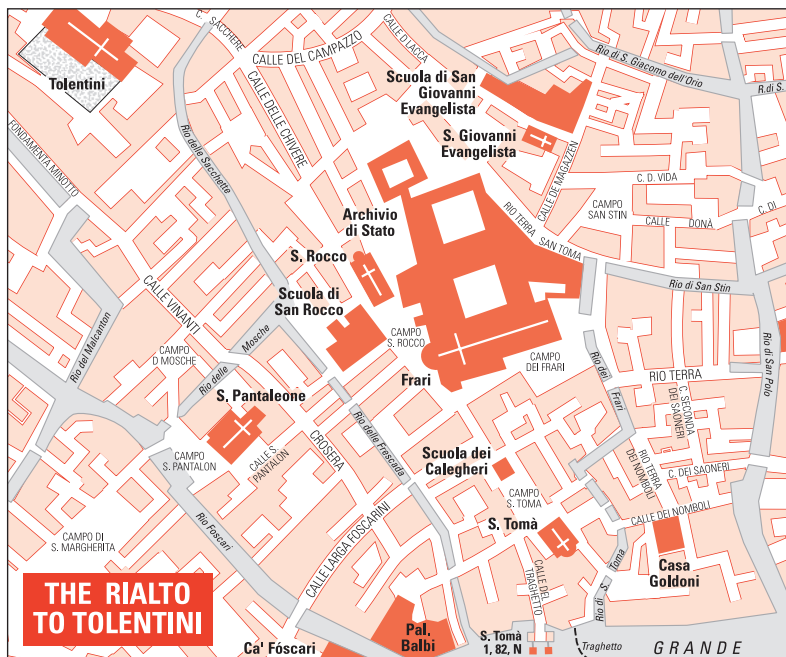 C. SACCHERE
CALLE DEL CAMPAZZO
CALLE D LACCA
Rio di S. Giacomo dell'Orio
R.di S.
Tolentini
Scuola di San
Giovanni
Evangelista
S. Giovanni
Evangelista
CALLE DELLE CHIVERE
Rio delle Sacchette
FONDAMENTA MINOTTO
CALLE DE MAGAZZEN
C. D. VIDA
CAMPO
SAN STIN
CALLE DONÀ
C. DI
Archivio
di Stato
RIO TERRA SAN TOMA
S. Rocco
Scuola di
San Rocco
Rio di San Stin
CALLE VINANTI
Rio del Malcanton
CAMPO
D MOSCHE
Rio delle Mosche
CAMPO
S. ROCCO
Frari
CAMPO
DEI FRARI
Rio dei Frari
Rio di San Polo
RIO TERRA
C. SECONDA
DEI SAONERI
S. Pantaleone
CAMPO
S. PANTALON
CALLE S.
PANTALON
CROSERA
Rio delle Frescada
Scuola dei
Calegheri
RIO TERRA
DEI NOMBOLI
C. DEI SAONERI
CAMPO
S. TOMA
CALLE DEI NOMBOLI
S. Tomà
Rio Foscari
CAMPO DI
S. MARGHERITA
CALLE LARGA FOSCARINI
CALLE DEL
TRAGHETTO
Rio di S. Toma
Casa
Goldoni
THE RIALTO
TO TOLENTINI
Ca' Fóscari
Pal.
Balbi
S. Tomà
1, 82, N
Traghetto
GRANDE